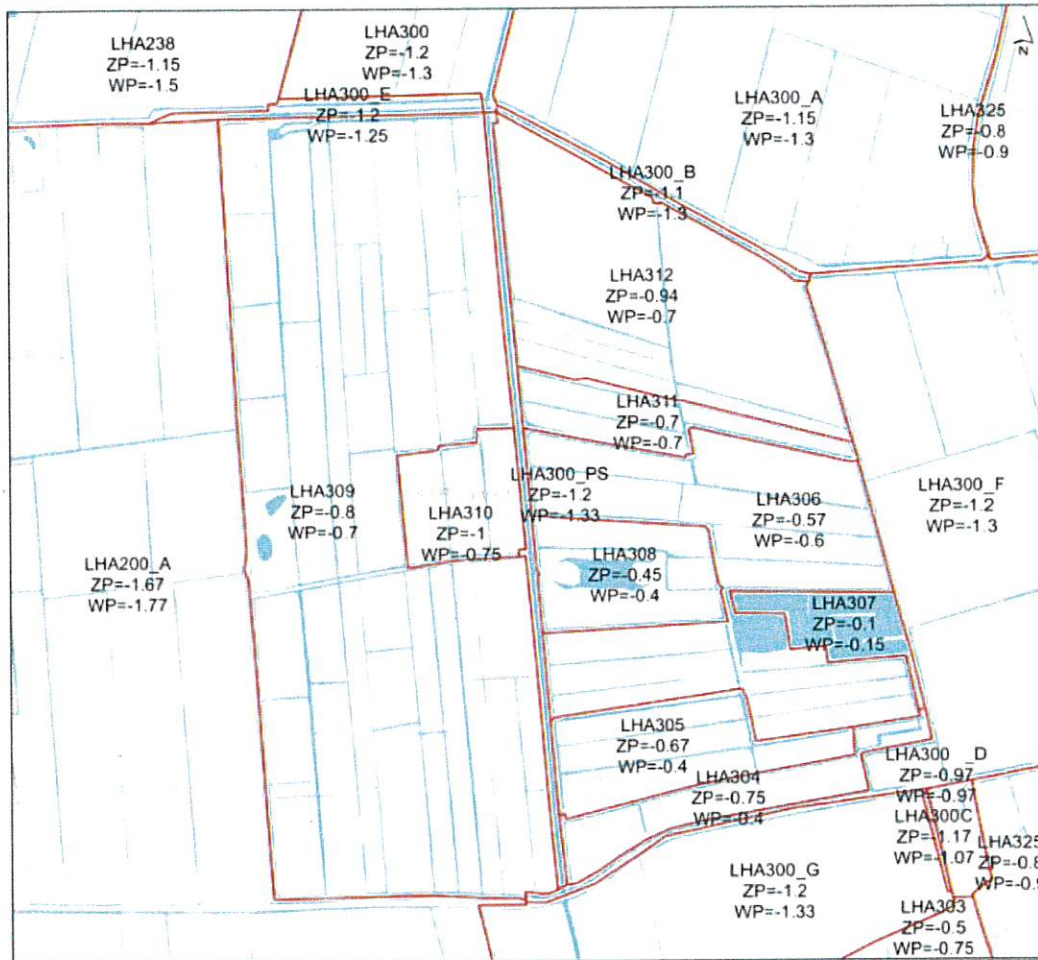 LHA238
ZP=-1.15
WP=-1.5
LHA300
ZP=-1.2
WP=-1.3
N
LHA300_E
ZP=-1.2
WP=-1.25
LHA300_A
ZP=-1.15
WP=-1.3
LHA325
ZP=-0.8
WP=-0.9
LHA300_B
ZP=-1.1
WP=-1.3
LHA312
ZP=-0.94
WP=-0.7
LHA311
ZP=-0.7
WP=-0.7
LHA300_PS
ZP=-1.2
WP=-1.33
LHA309
ZP=-0.8
WP=-0.7
LHA310
ZP=-1
WP=-0.75
LHA306
ZP=-0.57
WP=-0.6
LHA300_F
ZP=-1.2
WP=-1.3
LHA200_A
ZP=-1.67
WP=-1.77
LHA308
ZP=-0.45
WP=-0.4
LHA307
ZP=-0.1
WP=-0.15
LHA305
ZP=-0.67
WP=-0.4
LHA304
ZP=-0.75
WP=-0.4
LHA300__D
ZP=-0.97
WP=-0.97
LHA300C
ZP=-1.17
WP=-1.07
LHA325
ZP=-0.8
WP=-0.9
LHA300_G
ZP=-1.2
WP=-1.33
LHA303
ZP=-0.5
WP=-0.75